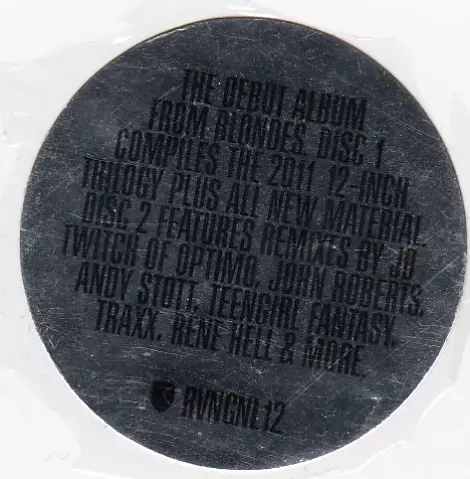 THE DEBUT ALBUM
FROM BLONDES. DISC 1
COMPILES THE 2011 12-INCH
TRILOGY PLUS ALL NEW MATERIAL.
DISC 2 FEATURES REMIXES BY JD
TWITCH OF OPTIMO, JOHN ROBERTS,
ANDY STOTT, TEENGIRL FANTASY,
TRAXX, RENE HELL & MORE.
RVNGNL12